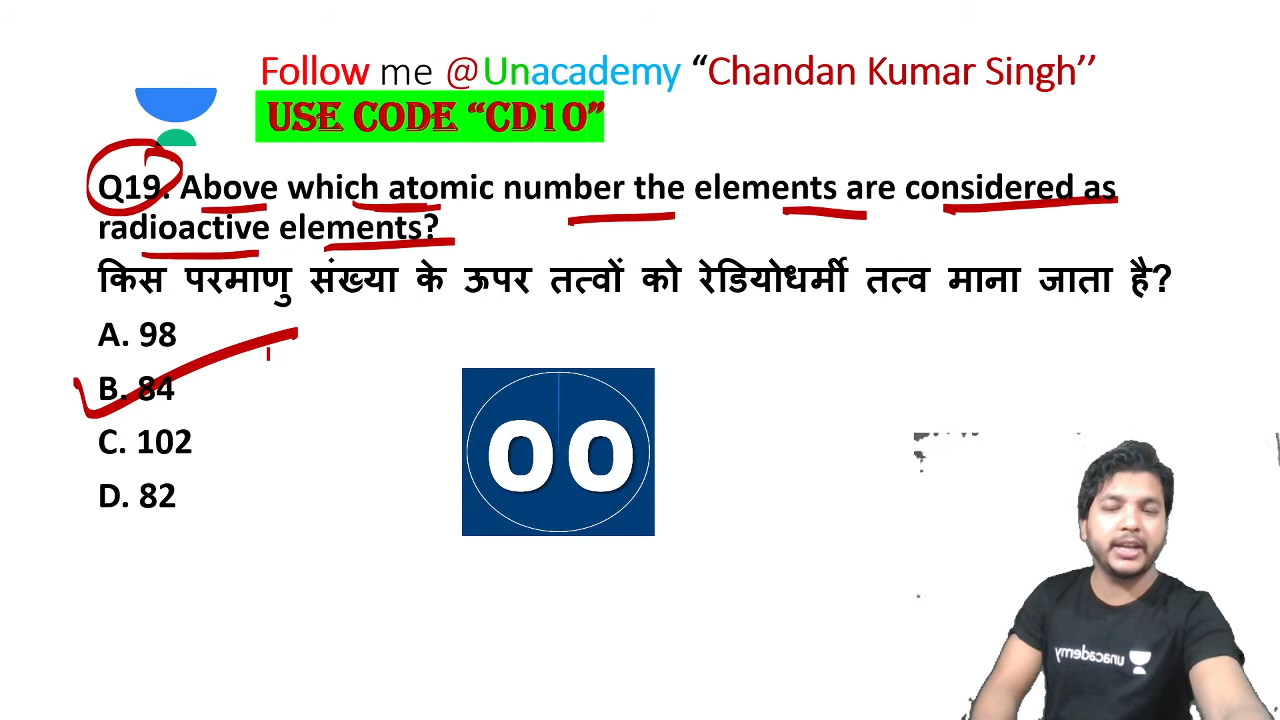 Follow me @Unacademy “Chandan Kumar Singh’’
USE CODE “CD10”
Q19. Above which atomic number the elements are considered as
radioactive elements?
किस परमाणु संख्या के ऊपर तत्वों को रेडियोधर्मी तत्व माना जाता है?
A. 98
B. 84
C. 102
D. 82
00
unacademy